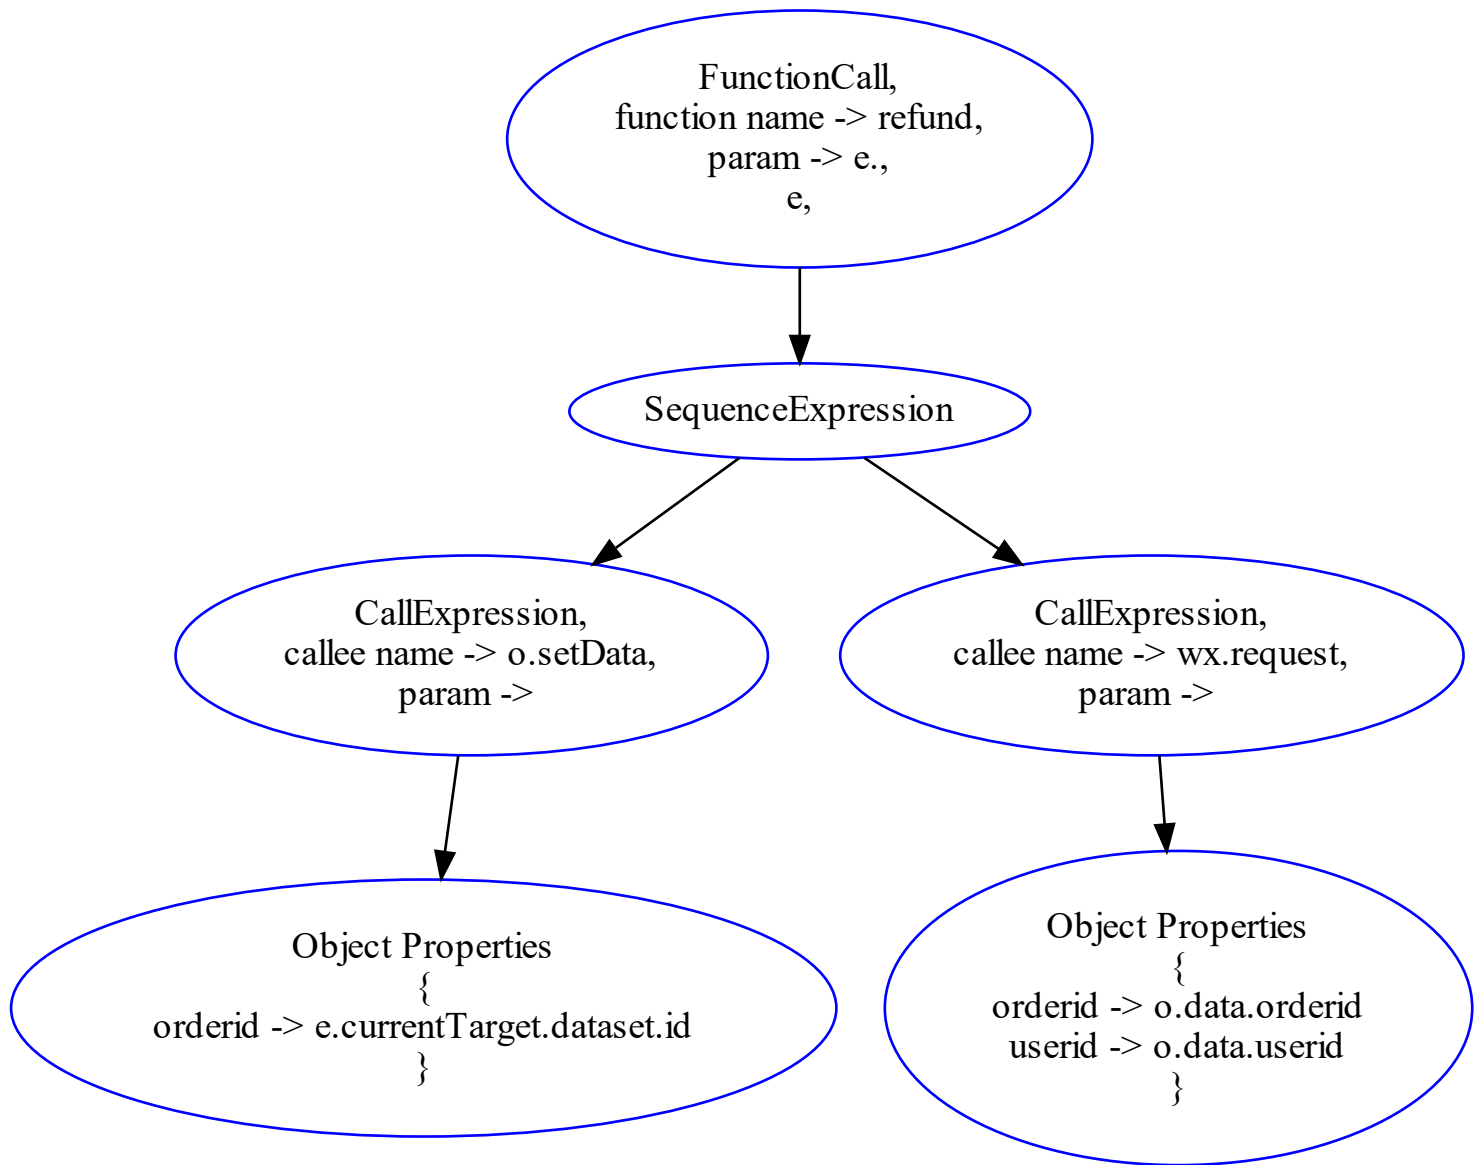 FunctionCall,
function name -> refund,
param -> e.,
e,
SequenceExpression
CallExpression,
callee name -> o.setData,
param ->
CallExpression,
callee name -> wx.request,
param ->
Object Properties
{
orderid -> e.currentTarget.dataset.id
}
Object Properties
{
orderid -> o.data.orderid
userid -> o.data.userid
}